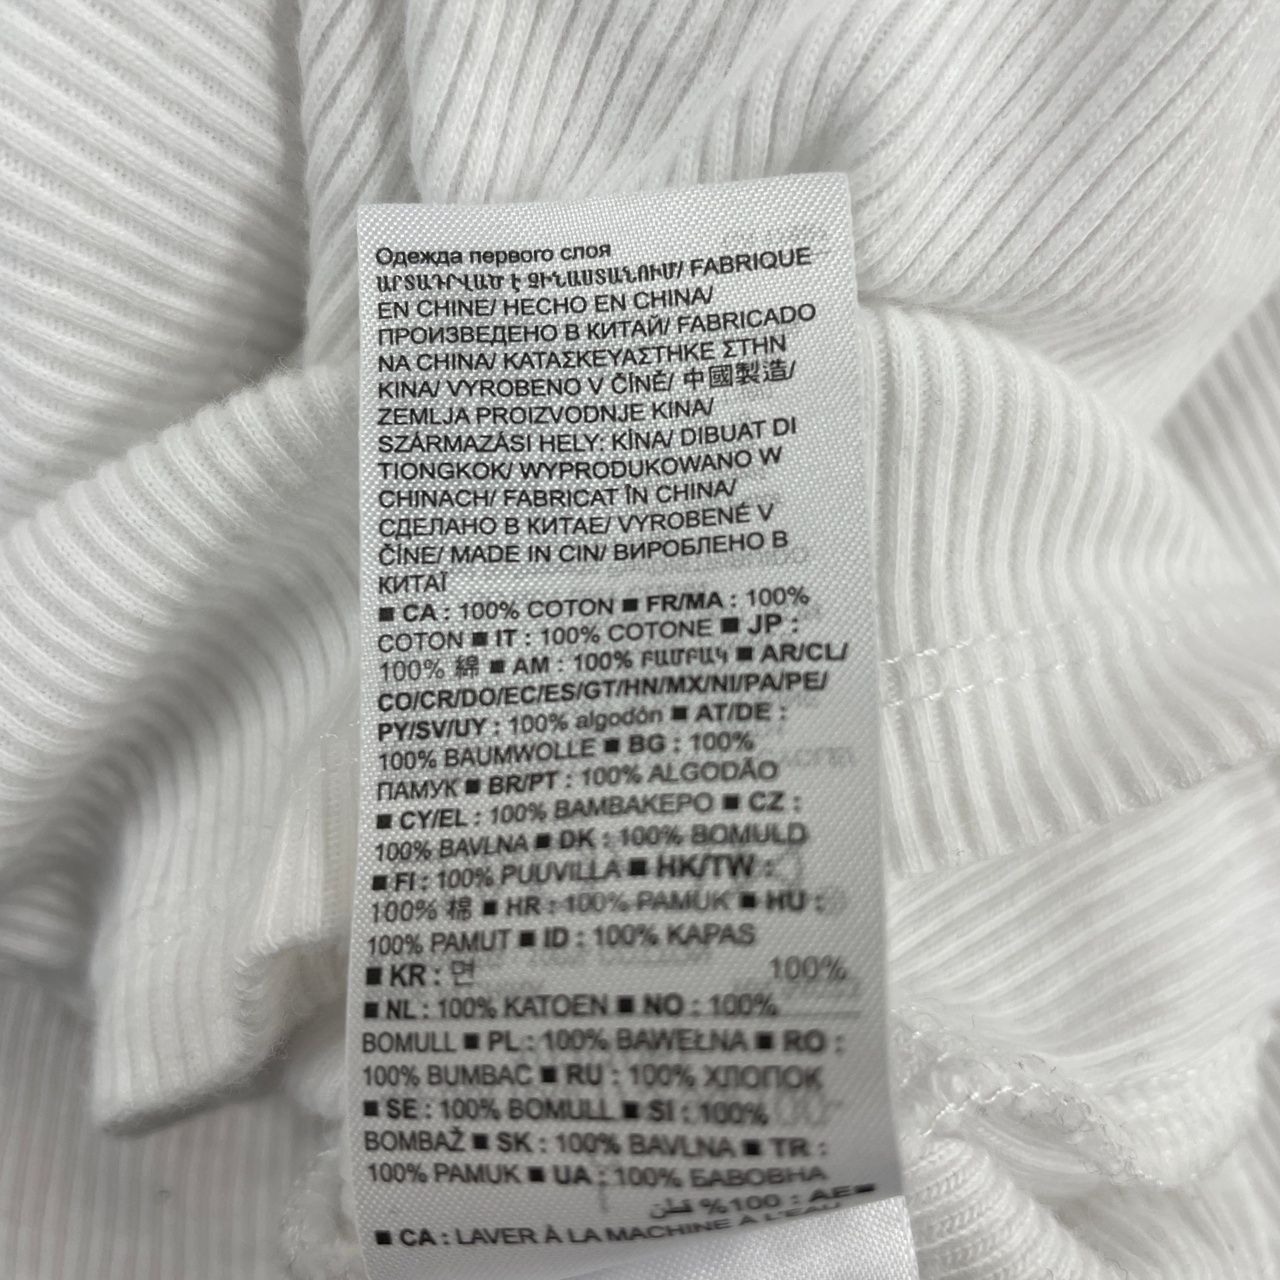 Одежда первого слоя
ԱՐՏԱԴՐՎԱԾ Է ՉԻՆԱՍՏԱՆՈՒՄ/ FABRIQUE
EN CHINE/ HECHO EN CHINA/
ПРОИЗВЕДЕНО В КИТАЙ/ FABRICADO
NA CHINA/ ΚΑΤΑΣΚΕΥΑΣΤΗΚΕ ΣΤΗΝ
ΚΙΝΑ/ VYROBENO V ČÍNĚ/ 中國製造/
ZEMLJA PROIZVODNJE KINA/
SZÁRMAZÁSI HELY: KÍNA/ DIBUAT DI
TIONGKOK/ WYPRODUKOWANO W
CHINACH/ FABRICAT ÎN CHINA/
СДЕЛАНО В КИТАЕ/ VYROBENÉ V
ČÍNE/ MADE IN CIN/ ВИРОБЛЕНО В
КИТАЇ
■ CA : 100% COTON ■ FR/MA : 100%
COTON ■ IT : 100% COTONE ■ JP :
100% 綿 ■ AM : 100% ԲԱՄԲԱԿ ■ AR/CL/
CO/CR/DO/EC/ES/GT/HN/MX/NI/PA/PE/
PY/SV/UY : 100% algodón ■ AT/DE :
100% BAUMWOLLE ■ BG : 100%
ПАМУК ■ BR/PT : 100% ALGODÃO
■ CY/EL : 100% ΒΑΜΒΑΚΕΡΟ ■ CZ :
100% BAVLNA ■ DK : 100% BOMULD
■ FI : 100% PUUVILLA ■ HK/TW :
100% 棉 ■ HR : 100% PAMUK ■ HU :
100% PAMUT ■ ID : 100% KAPAS
■ KR : 면 100%
■ NL : 100% KATOEN ■ NO : 100%
BOMULL ■ PL : 100% BAWEŁNA ■ RO :
100% BUMBAC ■ RU : 100% ХЛОПОК
■ SE : 100% BOMULL ■ SI : 100%
BOMBAŽ ■ SK : 100% BAVLNA ■ TR :
100% PAMUK ■ UA : 100% БАВОВНА
■AE : 100% قطن
■ CA : LAVER À LA MACHINE À L'EAU